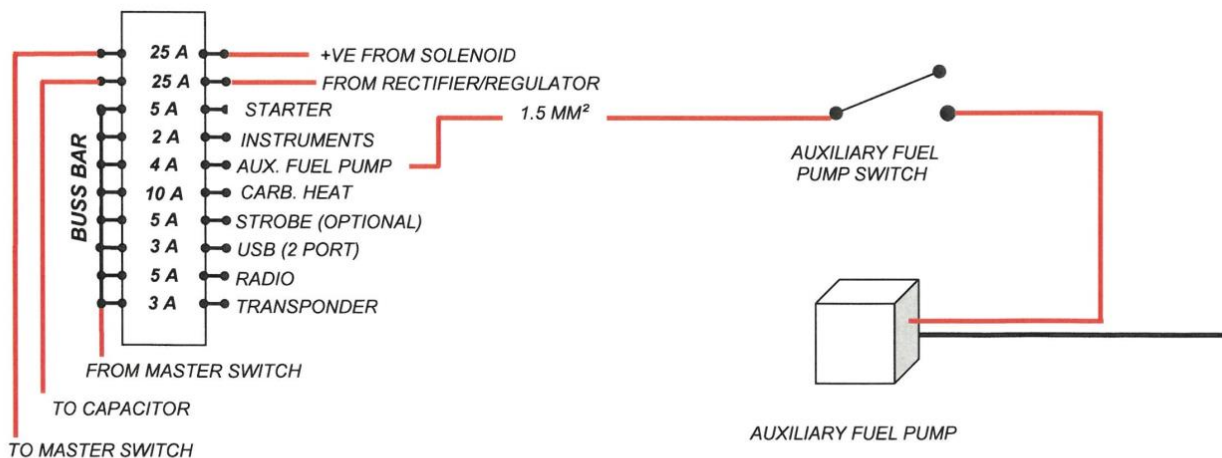 25 A +VE FROM SOLENOID
25 A FROM RECTIFIER/REGULATOR
5 A STARTER
1.5 MM²
2 A INSTRUMENTS
4 A AUX. FUEL PUMP
10 A CARB. HEAT
5 A STROBE (OPTIONAL)
3 A USB (2 PORT)
5 A RADIO
3 A TRANSPONDER
BUSS BAR
FROM MASTER SWITCH
TO CAPACITOR
TO MASTER SWITCH
AUXILIARY FUEL
PUMP SWITCH
AUXILIARY FUEL PUMP